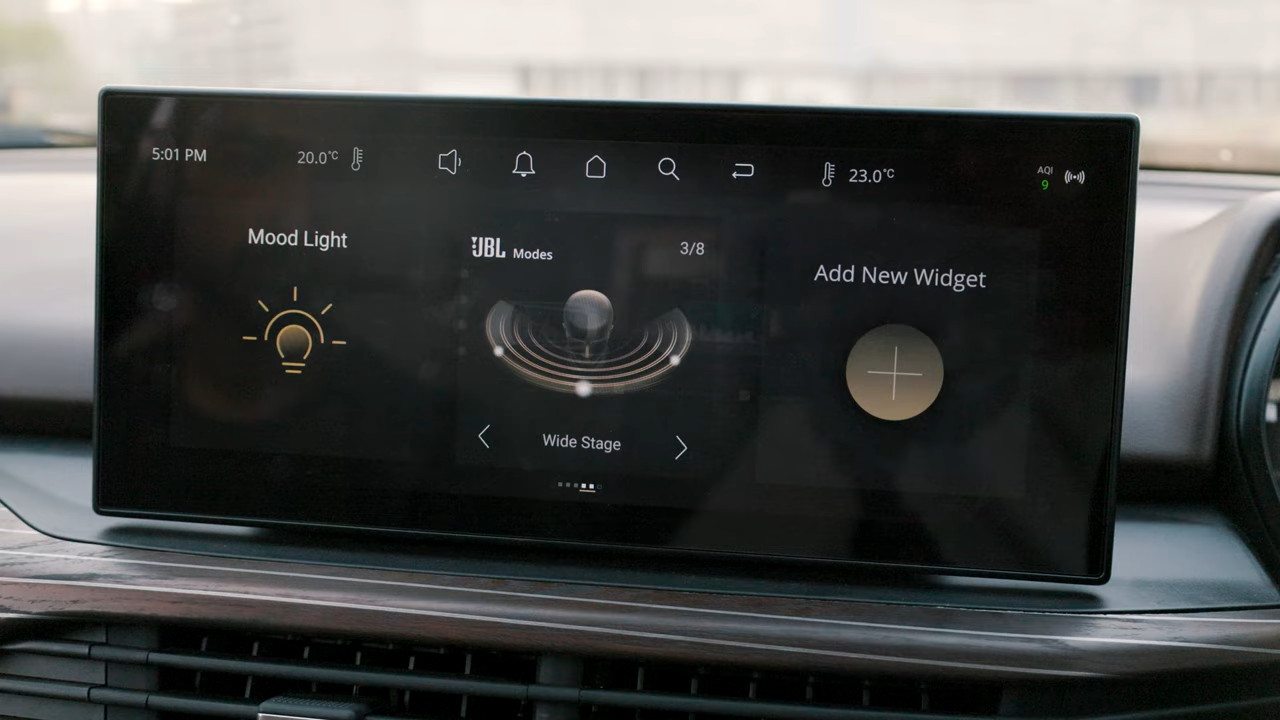 5:01 PM
20.0°C
23.0°C
AQI
9
Mood Light
JBL Modes
3/8
Add New Widget
Wide Stage